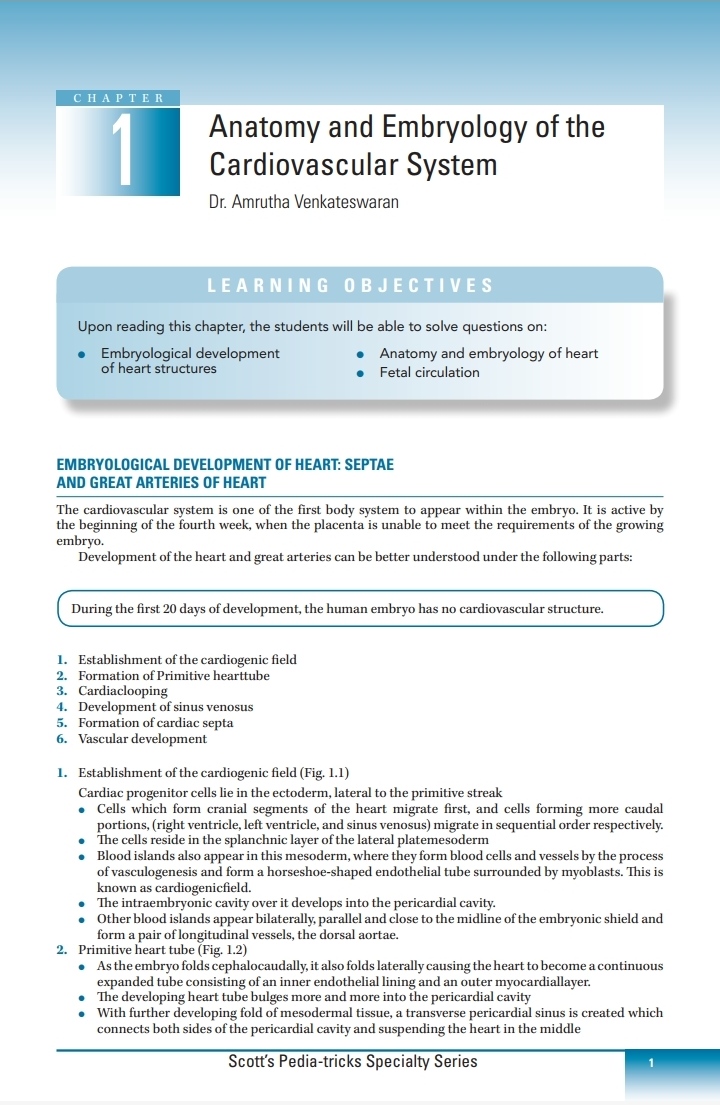 CHAPTER
1
Anatomy and Embryology of the
Cardiovascular System
Dr. Amrutha Venkateswaran
LEARNING OBJECTIVES
Upon reading this chapter, the students will be able to solve questions on:
● Embryological development
of heart structures
● Anatomy and embryology of heart
● Fetal circulation
EMBRYOLOGICAL DEVELOPMENT OF HEART: SEPTAE
AND GREAT ARTERIES OF HEART
The cardiovascular system is one of the first body system to appear within the embryo. It is active by
the beginning of the fourth week, when the placenta is unable to meet the requirements of the growing
embryo.
Development of the heart and great arteries can be better understood under the following parts:
During the first 20 days of development, the human embryo has no cardiovascular structure.
1. Establishment of the cardiogenic field
2. Formation of Primitive hearttube
3. Cardiaclooping
4. Development of sinus venosus
5. Formation of cardiac septa
6. Vascular development
1. Establishment of the cardiogenic field (Fig. 1.1)
Cardiac progenitor cells lie in the ectoderm, lateral to the primitive streak
● Cells which form cranial segments of the heart migrate first, and cells forming more caudal
portions, (right ventricle, left ventricle, and sinus venosus) migrate in sequential order respectively.
● The cells reside in the splanchnic layer of the lateral platemesoderm
● Blood islands also appear in this mesoderm, where they form blood cells and vessels by the process
of vasculogenesis and form a horseshoe-shaped endothelial tube surrounded by myoblasts. This is
known as cardiogenicfield.
● The intraembryonic cavity over it develops into the pericardial cavity.
● Other blood islands appear bilaterally, parallel and close to the midline of the embryonic shield and
form a pair of longitudinal vessels, the dorsal aortae.
2. Primitive heart tube (Fig. 1.2)
● As the embryo folds cephalocaudally, it also folds laterally causing the heart to become a continuous
expanded tube consisting of an inner endothelial lining and an outer myocardiallayer.
● The developing heart tube bulges more and more into the pericardial cavity
● With further developing fold of mesodermal tissue, a transverse pericardial sinus is created which
connects both sides of the pericardial cavity and suspending the heart in the middle
Scott's Pedia-tricks Specialty Series
1